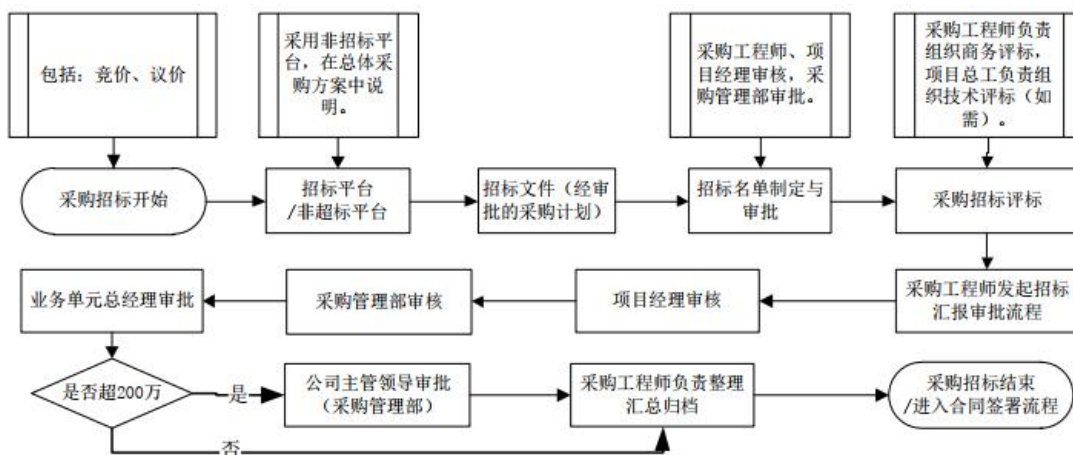 包括：竞价、议价
采用非招标平
台，在总体采
购方案中说
明。
采购工程师、项
目经理审核，采
购管理部审批。
采购工程师负责
组织商务评标，
项目总工负责组
织技术评标（如
需）。
采购招标开始
招标平台
/非超标平台
招标文件（经审
批的采购计划）
招标名单制定与
审批
采购招标评标
业务单元总经理审批
采购管理部审核
项目经理审核
采购工程师发起招标
汇报审批流程
是否超200万
是
公司主管领导审批
（采购管理部）
采购工程师负责整理
汇总归档
采购招标结束
/进入合同签署流程
否